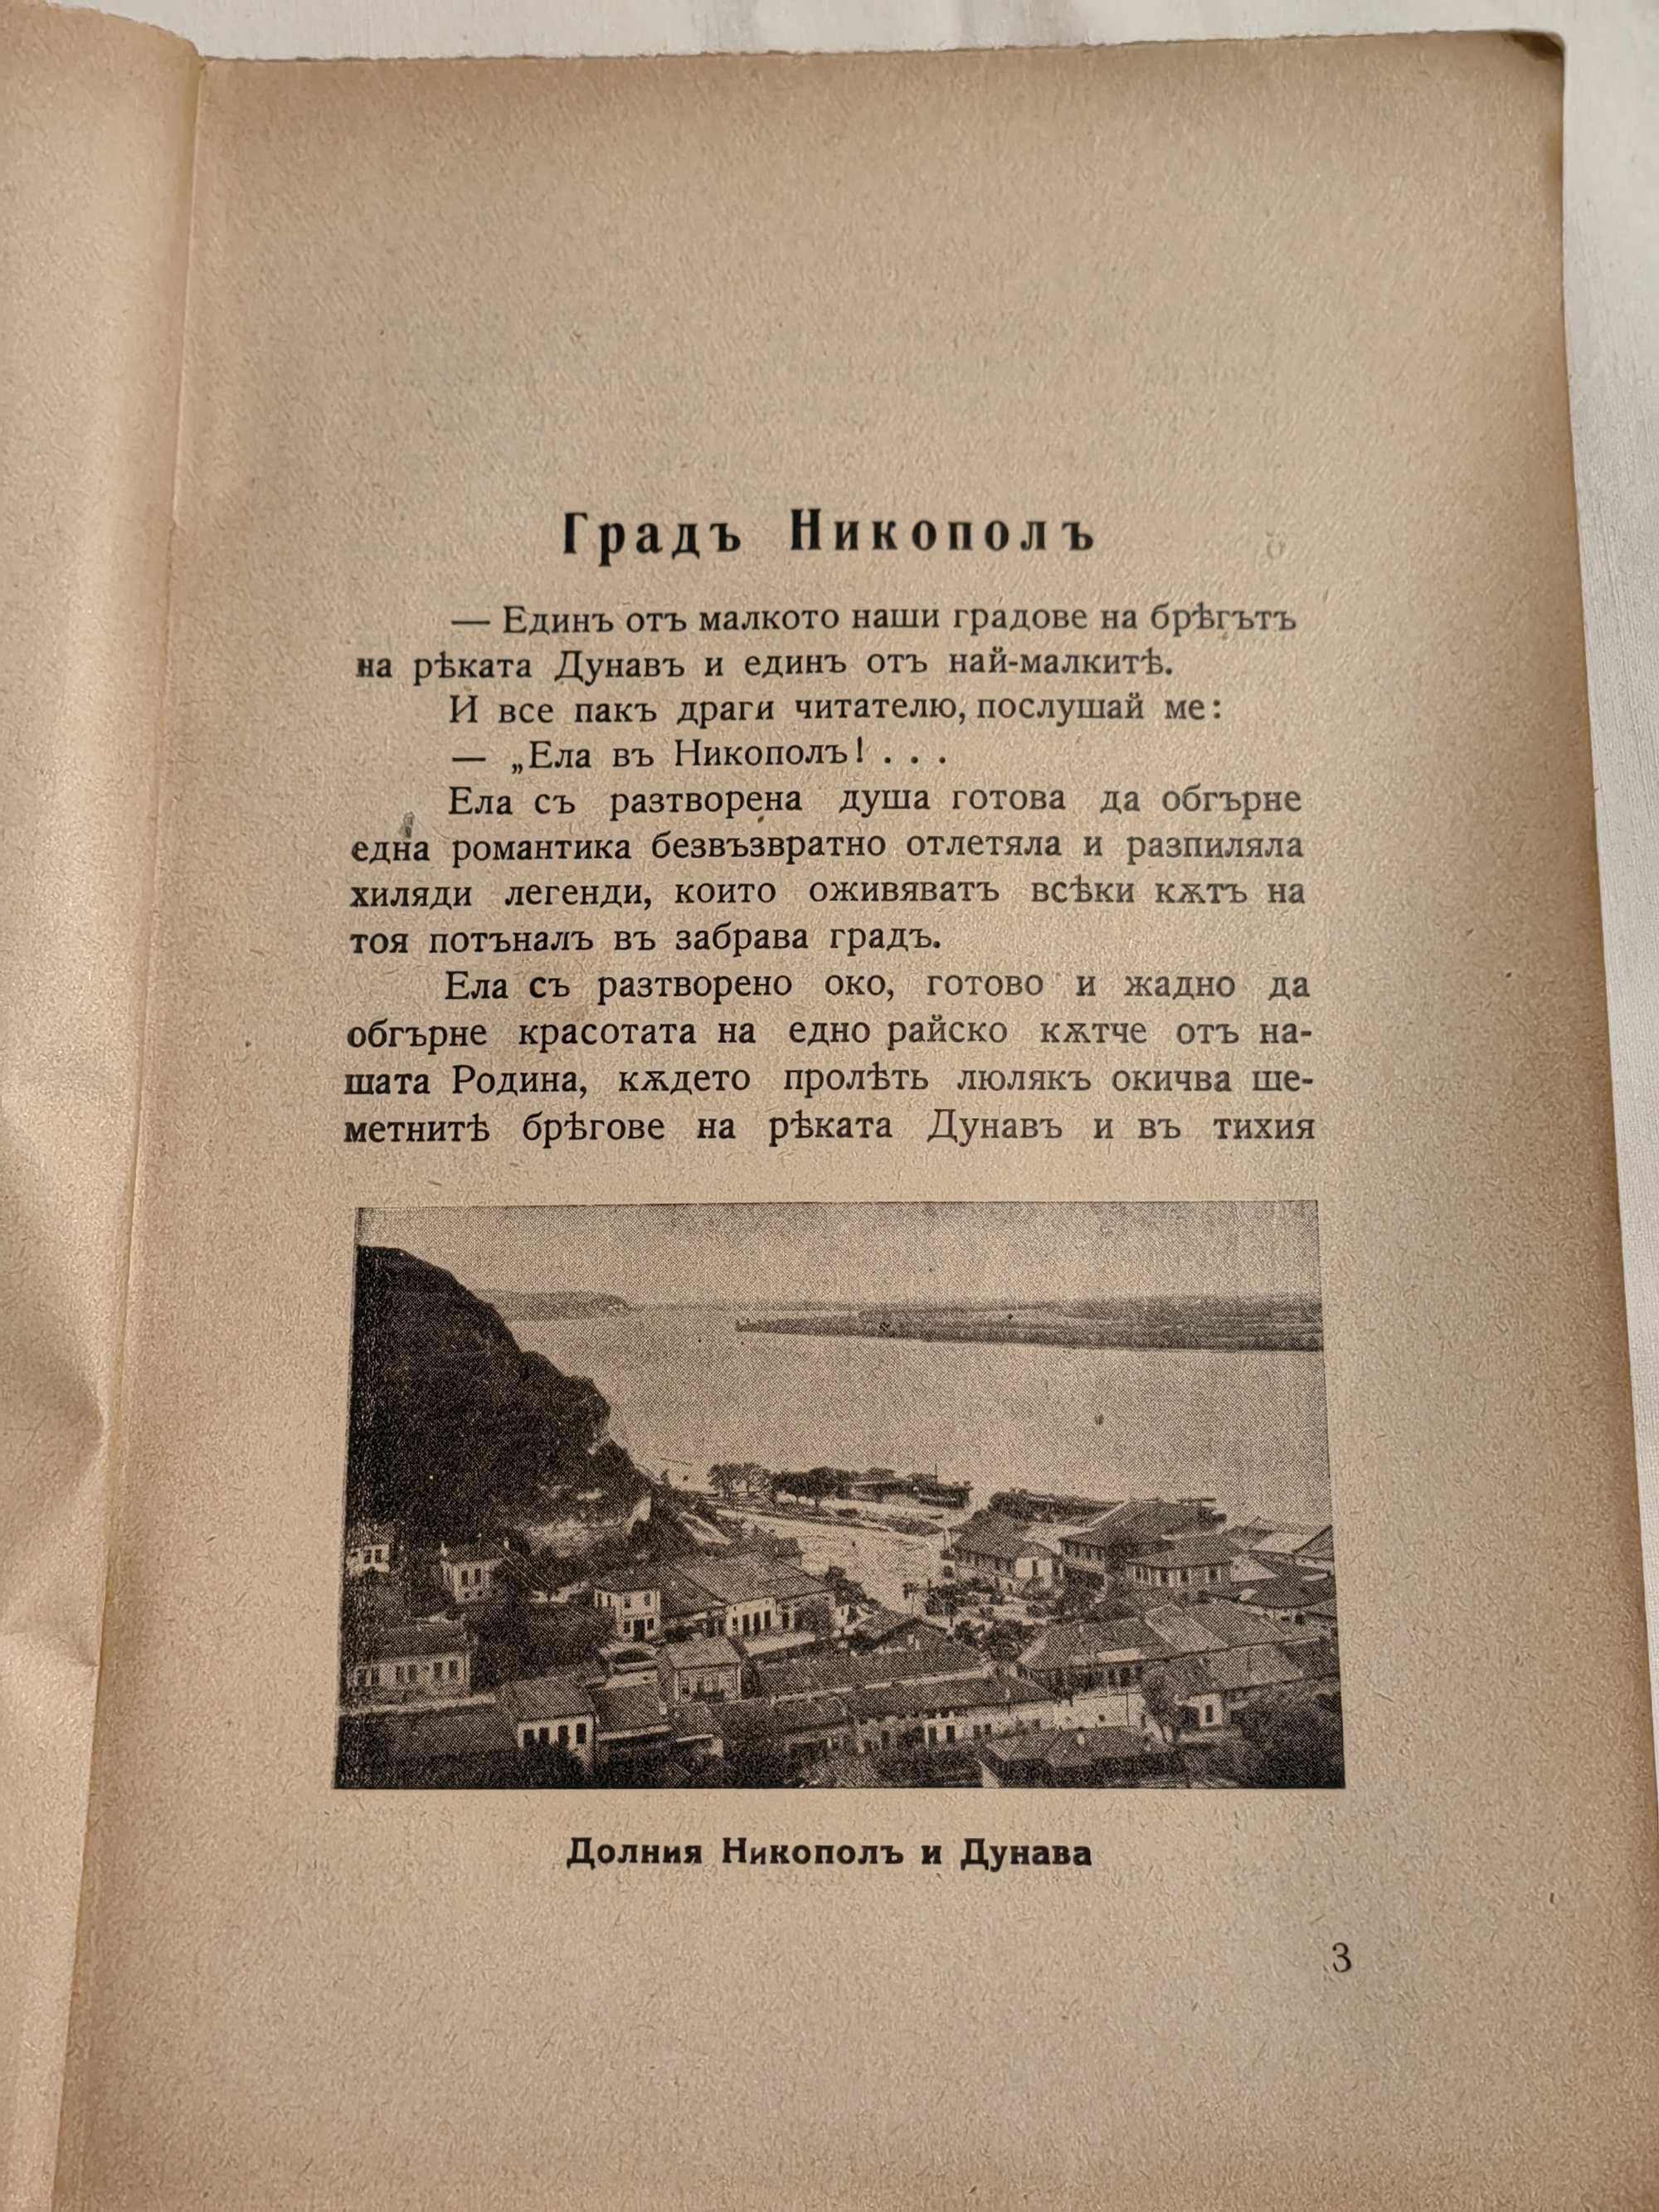 Градъ Никополъ
— Единъ отъ малкото наши градове на брѣгътъ
на рѣката Дунавъ и единъ отъ най-малкитѣ.
И все пакъ драги читателю, послушай ме:
— „Ела въ Никополъ! . . .
Ела съ разтворена душа готова да обгърне
една романтика безвъзвратно отлетяла и разпиляла
хиляди легенди, които оживяватъ всѣки кѫтъ на
тоя потъналъ въ забрава градъ.
Ела съ разтворено око, готово и жадно да
обгърне красотата на едно райско кѫтче отъ на-
шата Родина, кѫдето пролѣть люлякъ окичва ше-
метнитѣ брѣгове на рѣката Дунавъ и въ тихия
Долния Никополъ и Дунава
3